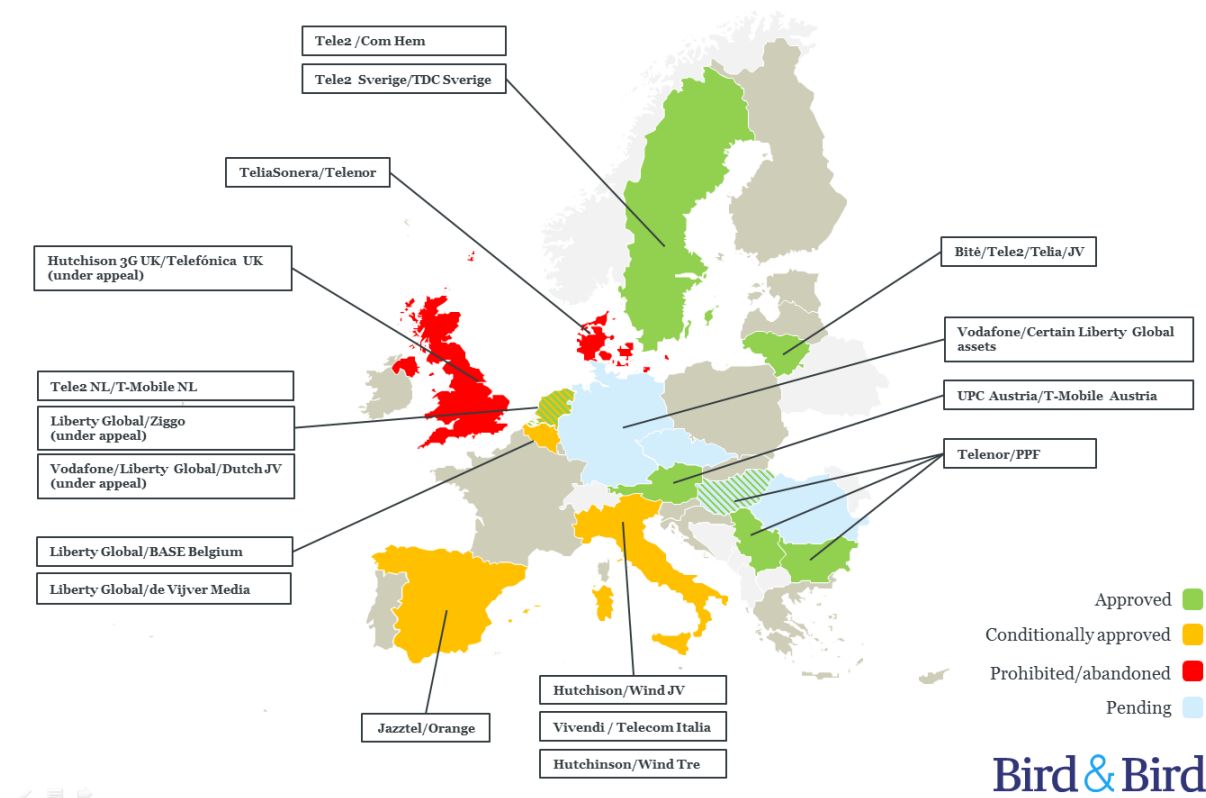 Tele2 /Com Hem
Tele2 Sverige/TDC Sverige
TeliaSonera/Telenor
Hutchison 3G UK/Telefónica UK
(under appeal)
Bitė/Tele2/Telia/JV
Vodafone/Certain Liberty Global
assets
Tele2 NL/T-Mobile NL
UPC Austria/T-Mobile Austria
Liberty Global/Ziggo
(under appeal)
Telenor/PPF
Vodafone/Liberty Global/Dutch JV
(under appeal)
Liberty Global/BASE Belgium
Liberty Global/de Vijver Media
Approved
Conditionally approved
Prohibited/abandoned
Pending
Hutchison/Wind JV
Vivendi / Telecom Italia
Hutchinson/Wind Tre
Jazztel/Orange
Bird & Bird